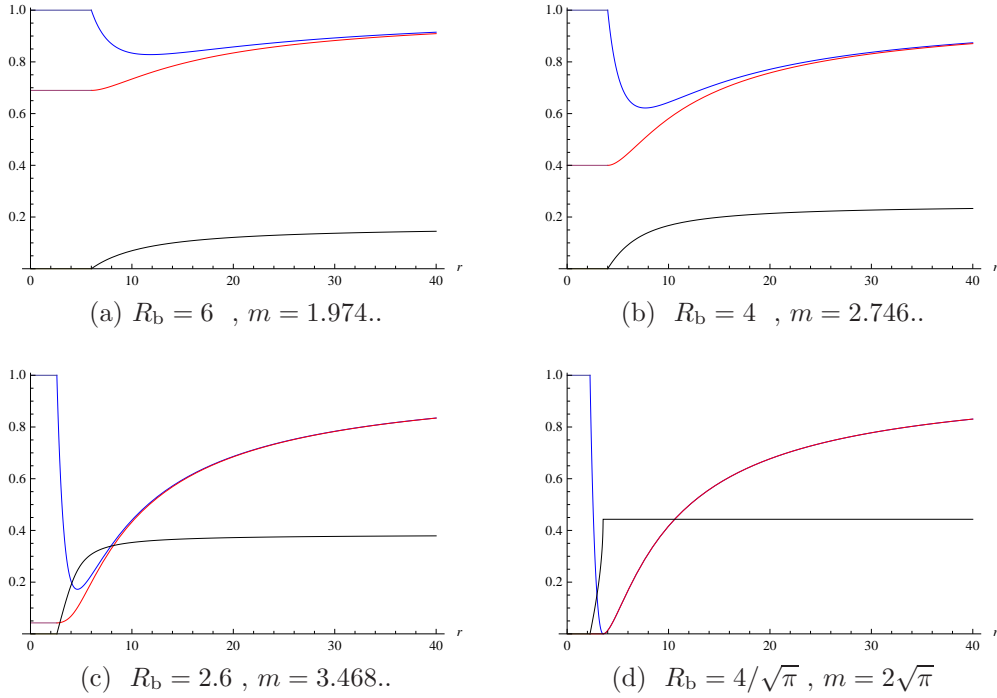 1.0 1.0
0.8 0.8
0.6 0.6
0.4 0.4
0.2 0.2
0 10 20 30 40 r 0 10 20 30 40 r
(a) R_b = 6 , m = 1.974.. (b) R_b = 4 , m = 2.746..
1.0 1.0
0.8 0.8
0.6 0.6
0.4 0.4
0.2 0.2
0 10 20 30 40 r 0 10 20 30 40 r
(c) R_b = 2.6 , m = 3.468.. (d) R_b = 4/√π , m = 2√π